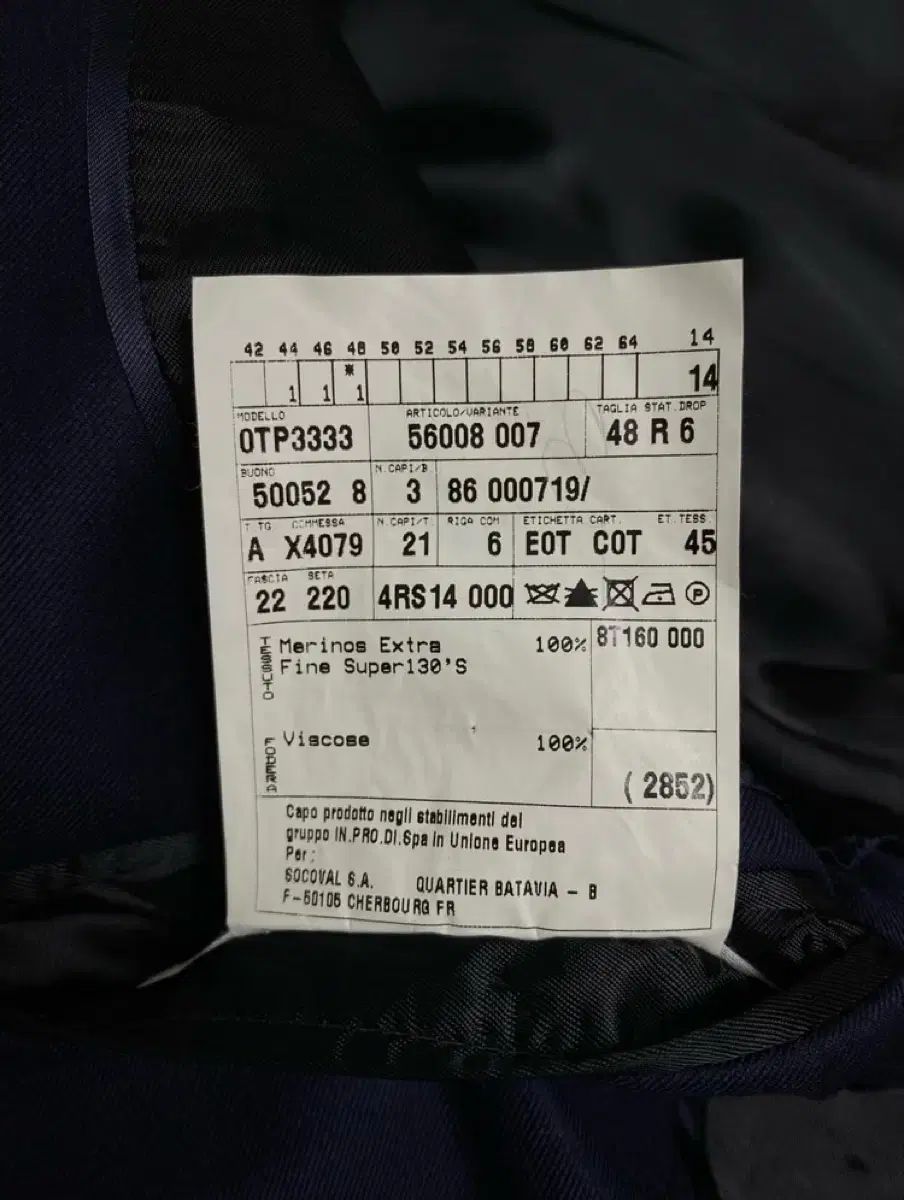 42 44 46 48 50 52 54 56 58 60 62 64 14
*
1 1 1 14
MODELLO ARTICOLO/VARIANTE TAGLIA STAT. DROP
0TP3333 56008 007 48 R 6
BUONO N.CAPI/B.
50052 8 3 86 000719/
T TG COMMESSA N.CAPI/T. RIGA COM ETICHETTA CART. ET.TESS.
A X4079 21 6 EOT COT 45
FASCIA SETA
22 220 4RS14 000 P
TESSUTO
Merinos Extra 100% 8T160 000
Fine Super130'S
FODERA
Viscose 100%
(2852)
Capo prodotto negli stabilimenti del
gruppo IN.PRO.DI.Spa in Unione Europea
Per:
SOCOVAL S.A. QUARTIER BATAVIA - B
F-50105 CHERBOURG FR